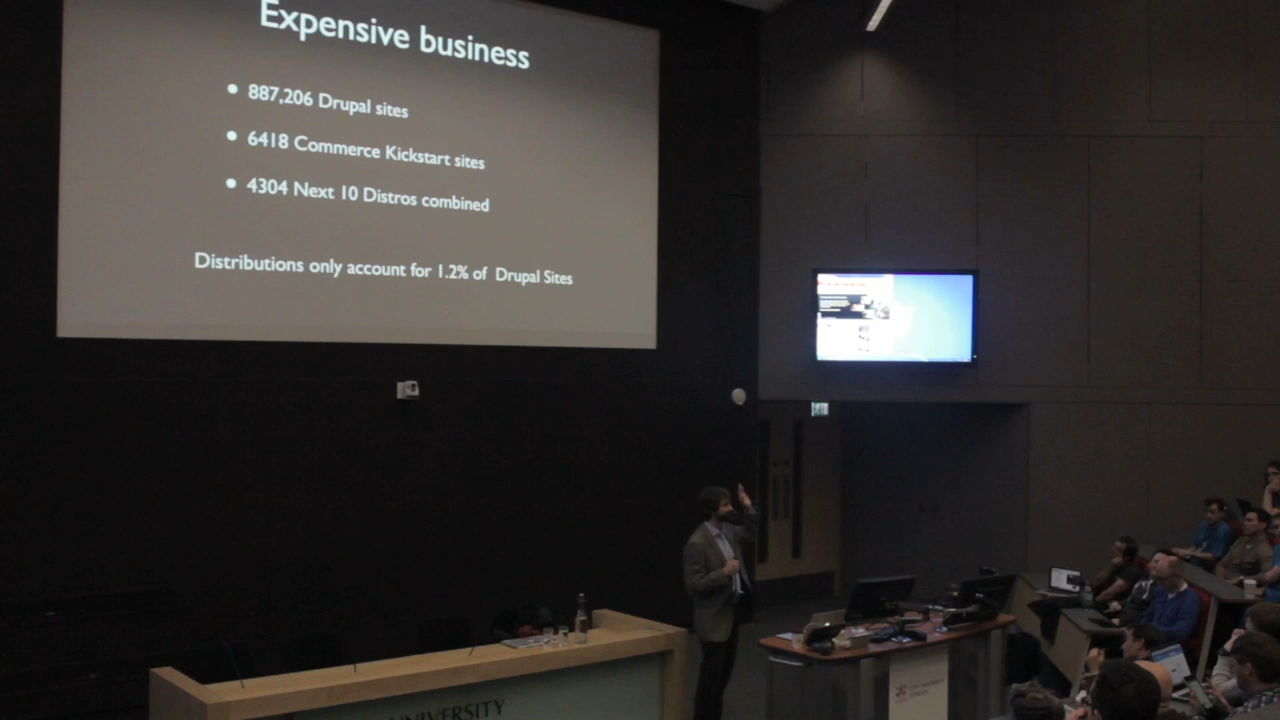 Expensive business
• 887,206 Drupal sites
• 6418 Commerce Kickstart sites
• 4304 Next 10 Distros combined
Distributions only account for 1.2% of Drupal Sites
UNIVERSITY